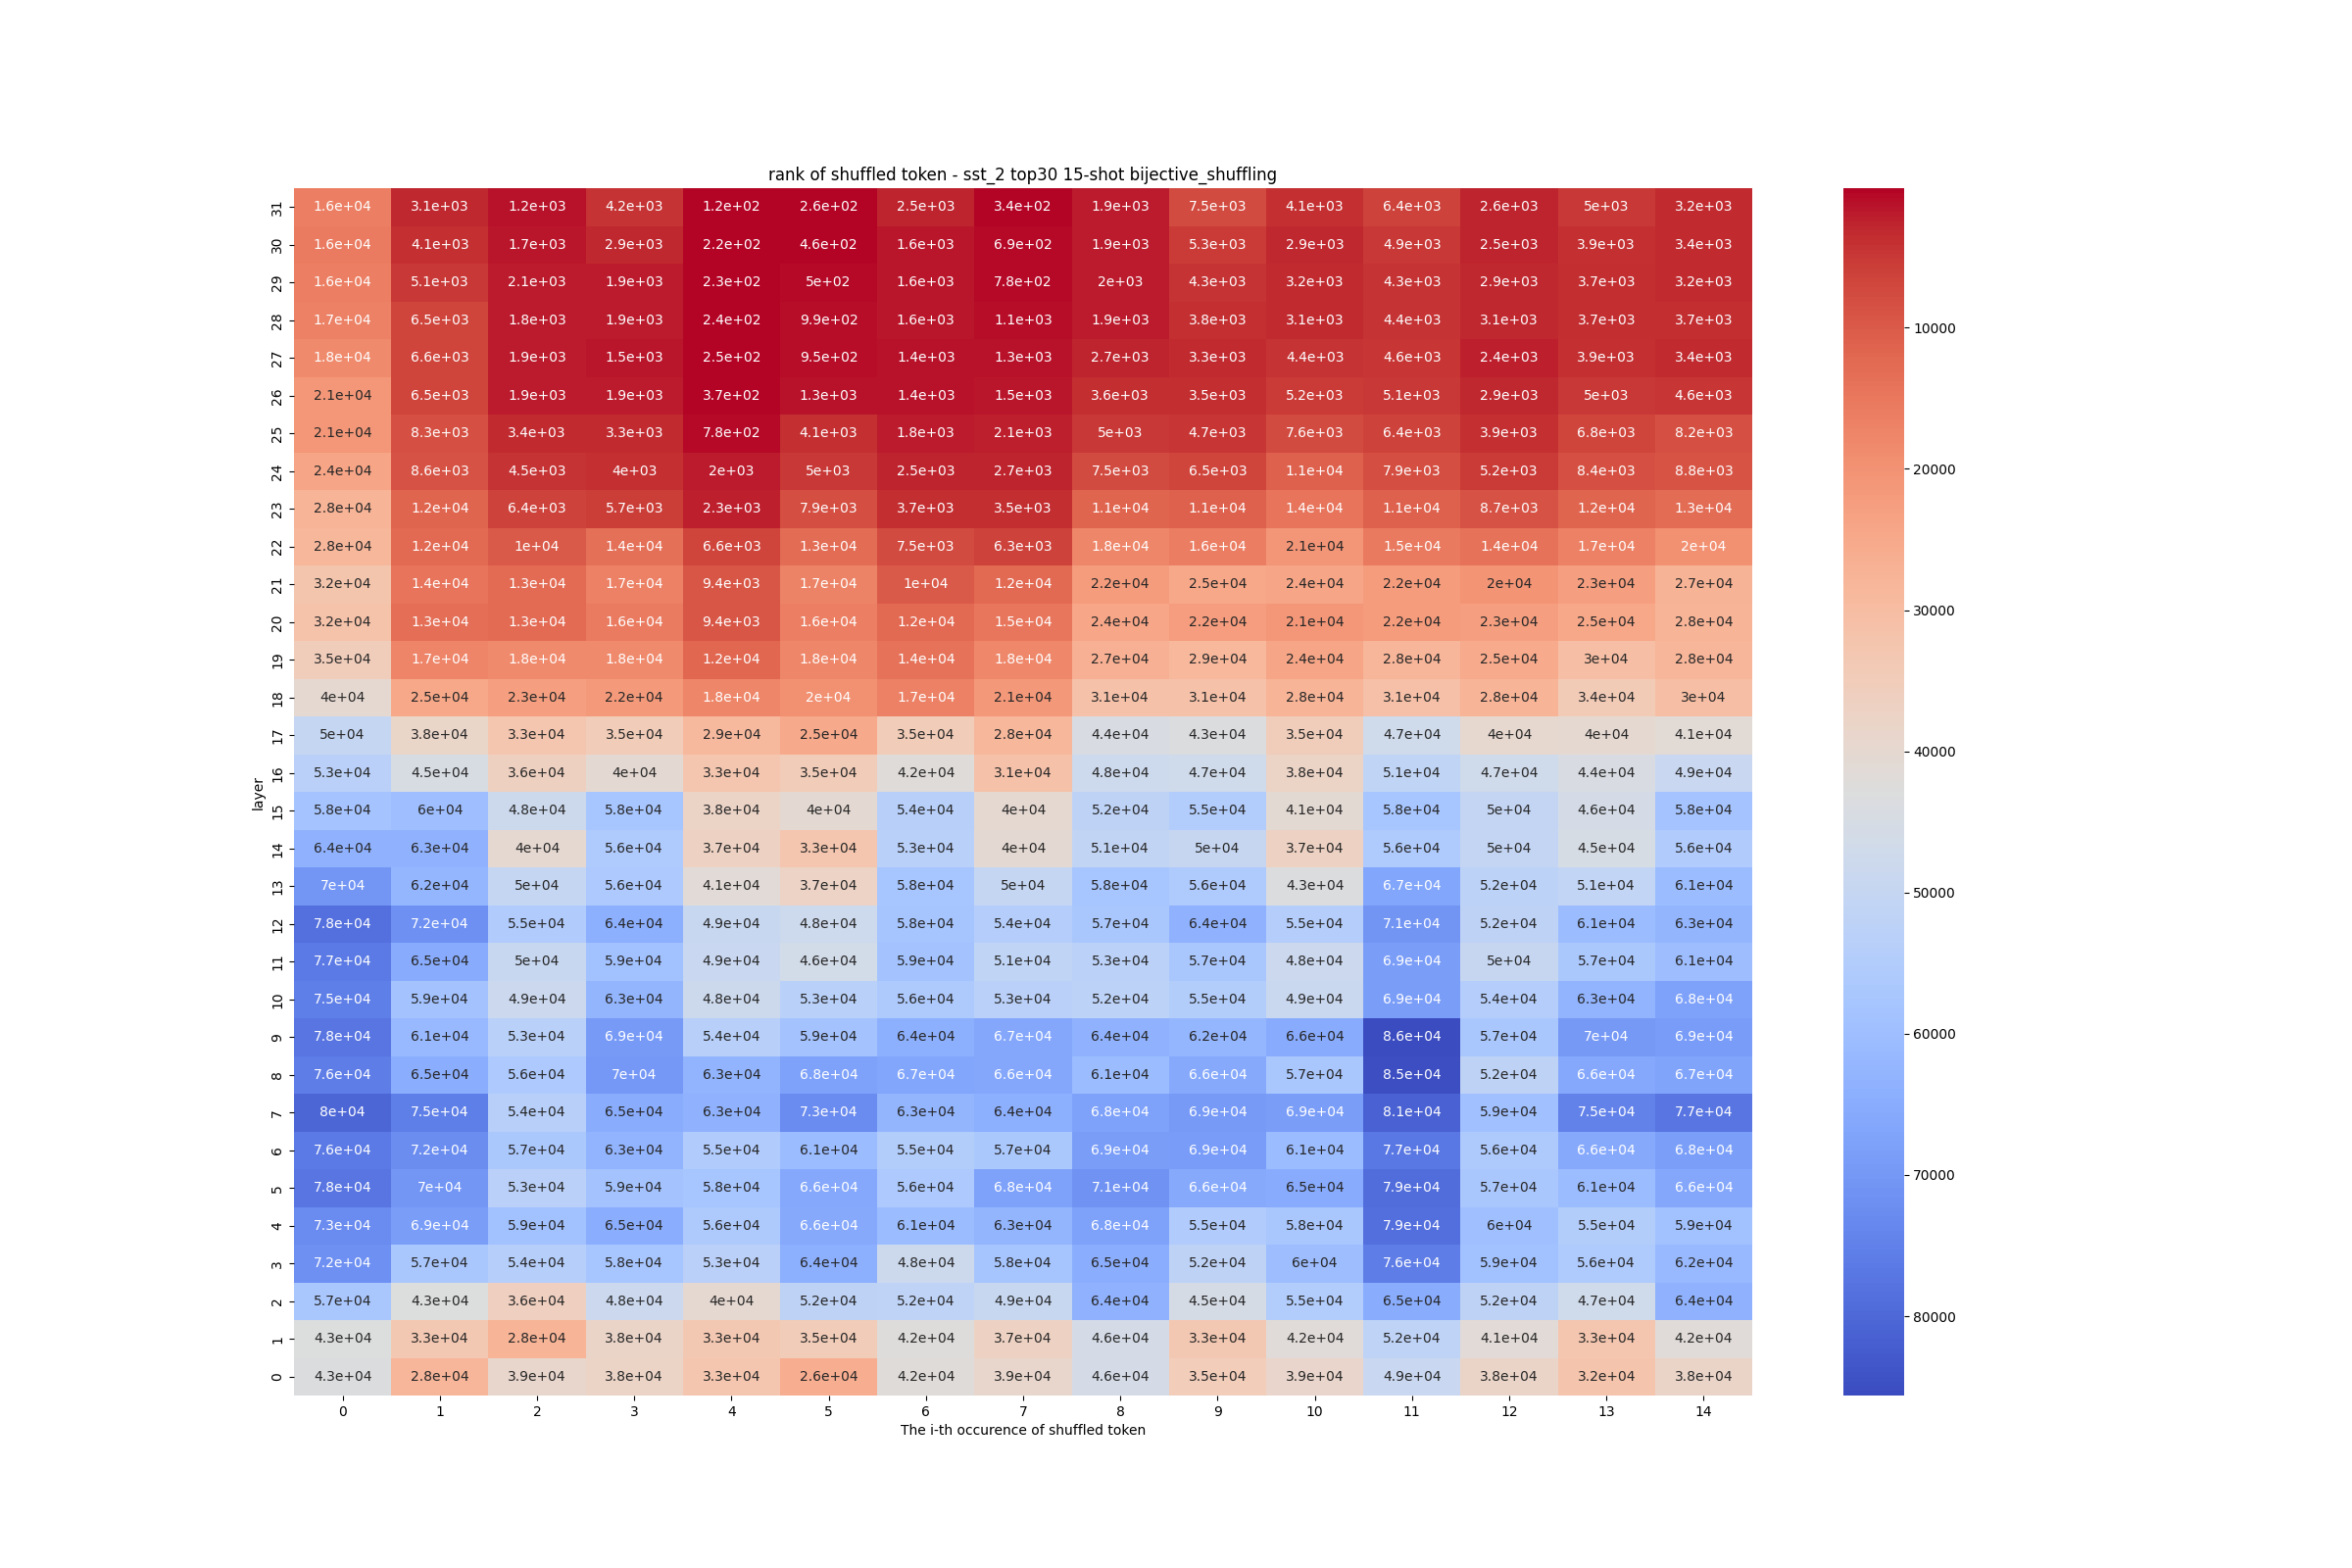 rank of shuffled token - sst_2 top30 15-shot bijective_shuffling
31 1.6e+04 3.1e+03 1.2e+03 4.2e+03 1.2e+02 2.6e+02 2.5e+03 3.4e+02 1.9e+03 7.5e+03 4.1e+03 6.4e+03 2.6e+03 5e+03 3.2e+03
30 1.6e+04 4.1e+03 1.7e+03 2.9e+03 2.2e+02 4.6e+02 1.6e+03 6.9e+02 1.9e+03 5.3e+03 2.9e+03 4.9e+03 2.5e+03 3.9e+03 3.4e+03
29 1.6e+04 5.1e+03 2.1e+03 1.9e+03 2.3e+02 5e+02 1.6e+03 7.8e+02 2e+03 4.3e+03 3.2e+03 4.3e+03 2.9e+03 3.7e+03 3.2e+03
28 1.7e+04 6.5e+03 1.8e+03 1.9e+03 2.4e+02 9.9e+02 1.6e+03 1.1e+03 1.9e+03 3.8e+03 3.1e+03 4.4e+03 3.1e+03 3.7e+03 3.7e+03
10000
27 1.8e+04 6.6e+03 1.9e+03 1.5e+03 2.5e+02 9.5e+02 1.4e+03 1.3e+03 2.7e+03 3.3e+03 4.4e+03 4.6e+03 2.4e+03 3.9e+03 3.4e+03
26 2.1e+04 6.5e+03 1.9e+03 1.9e+03 3.7e+02 1.3e+03 1.4e+03 1.5e+03 3.6e+03 3.5e+03 5.2e+03 5.1e+03 2.9e+03 5e+03 4.6e+03
25 2.1e+04 8.3e+03 3.4e+03 3.3e+03 7.8e+02 4.1e+03 1.8e+03 2.1e+03 5e+03 4.7e+03 7.6e+03 6.4e+03 3.9e+03 6.8e+03 8.2e+03
24 2.4e+04 8.6e+03 4.5e+03 4e+03 2e+03 5e+03 2.5e+03 2.7e+03 7.5e+03 6.5e+03 1.1e+04 7.9e+03 5.2e+03 8.4e+03 8.8e+03
20000
23 2.8e+04 1.2e+04 6.4e+03 5.7e+03 2.3e+03 7.9e+03 3.7e+03 3.5e+03 1.1e+04 1.1e+04 1.4e+04 1.1e+04 8.7e+03 1.2e+04 1.3e+04
22 2.8e+04 1.2e+04 1e+04 1.4e+04 6.6e+03 1.3e+04 7.5e+03 6.3e+03 1.8e+04 1.6e+04 2.1e+04 1.5e+04 1.4e+04 1.7e+04 2e+04
21 3.2e+04 1.4e+04 1.3e+04 1.7e+04 9.4e+03 1.7e+04 1e+04 1.2e+04 2.2e+04 2.5e+04 2.4e+04 2.2e+04 2e+04 2.3e+04 2.7e+04
30000
20 3.2e+04 1.3e+04 1.3e+04 1.6e+04 9.4e+03 1.6e+04 1.2e+04 1.5e+04 2.4e+04 2.2e+04 2.1e+04 2.2e+04 2.3e+04 2.5e+04 2.8e+04
19 3.5e+04 1.7e+04 1.8e+04 1.8e+04 1.2e+04 1.8e+04 1.4e+04 1.8e+04 2.7e+04 2.9e+04 2.4e+04 2.8e+04 2.5e+04 3e+04 2.8e+04
18 4e+04 2.5e+04 2.3e+04 2.2e+04 1.8e+04 2e+04 1.7e+04 2.1e+04 3.1e+04 3.1e+04 2.8e+04 3.1e+04 2.8e+04 3.4e+04 3e+04
17 5e+04 3.8e+04 3.3e+04 3.5e+04 2.9e+04 2.5e+04 3.5e+04 2.8e+04 4.4e+04 4.3e+04 3.5e+04 4.7e+04 4e+04 4e+04 4.1e+04
40000
16 5.3e+04 4.5e+04 3.6e+04 4e+04 3.3e+04 3.5e+04 4.2e+04 3.1e+04 4.8e+04 4.7e+04 3.8e+04 5.1e+04 4.7e+04 4.4e+04 4.9e+04
layer
15 5.8e+04 6e+04 4.8e+04 5.8e+04 3.8e+04 4e+04 5.4e+04 4e+04 5.2e+04 5.5e+04 4.1e+04 5.8e+04 5e+04 4.6e+04 5.8e+04
14 6.4e+04 6.3e+04 4e+04 5.6e+04 3.7e+04 3.3e+04 5.3e+04 4e+04 5.1e+04 5e+04 3.7e+04 5.6e+04 5e+04 4.5e+04 5.6e+04
13 7e+04 6.2e+04 5e+04 5.6e+04 4.1e+04 3.7e+04 5.8e+04 5e+04 5.8e+04 5.6e+04 4.3e+04 6.7e+04 5.2e+04 5.1e+04 6.1e+04
50000
12 7.8e+04 7.2e+04 5.5e+04 6.4e+04 4.9e+04 4.8e+04 5.8e+04 5.4e+04 5.7e+04 6.4e+04 5.5e+04 7.1e+04 5.2e+04 6.1e+04 6.3e+04
11 7.7e+04 6.5e+04 5e+04 5.9e+04 4.9e+04 4.6e+04 5.9e+04 5.1e+04 5.3e+04 5.7e+04 4.8e+04 6.9e+04 5e+04 5.7e+04 6.1e+04
10 7.5e+04 5.9e+04 4.9e+04 6.3e+04 4.8e+04 5.3e+04 5.6e+04 5.3e+04 5.2e+04 5.5e+04 4.9e+04 6.9e+04 5.4e+04 6.3e+04 6.8e+04
60000
9 7.8e+04 6.1e+04 5.3e+04 6.9e+04 5.4e+04 5.9e+04 6.4e+04 6.7e+04 6.4e+04 6.2e+04 6.6e+04 8.6e+04 5.7e+04 7e+04 6.9e+04
8 7.6e+04 6.5e+04 5.6e+04 7e+04 6.3e+04 6.8e+04 6.7e+04 6.6e+04 6.1e+04 6.6e+04 5.7e+04 8.5e+04 5.2e+04 6.6e+04 6.7e+04
7 8e+04 7.5e+04 5.4e+04 6.5e+04 6.3e+04 7.3e+04 6.3e+04 6.4e+04 6.8e+04 6.9e+04 6.9e+04 8.1e+04 5.9e+04 7.5e+04 7.7e+04
6 7.6e+04 7.2e+04 5.7e+04 6.3e+04 5.5e+04 6.1e+04 5.5e+04 5.7e+04 6.9e+04 6.9e+04 6.1e+04 7.7e+04 5.6e+04 6.6e+04 6.8e+04
70000
5 7.8e+04 7e+04 5.3e+04 5.9e+04 5.8e+04 6.6e+04 5.6e+04 6.8e+04 7.1e+04 6.6e+04 6.5e+04 7.9e+04 5.7e+04 6.1e+04 6.6e+04
4 7.3e+04 6.9e+04 5.9e+04 6.5e+04 5.6e+04 6.6e+04 6.1e+04 6.3e+04 6.8e+04 5.5e+04 5.8e+04 7.9e+04 6e+04 5.5e+04 5.9e+04
3 7.2e+04 5.7e+04 5.4e+04 5.8e+04 5.3e+04 6.4e+04 4.8e+04 5.8e+04 6.5e+04 5.2e+04 6e+04 7.6e+04 5.9e+04 5.6e+04 6.2e+04
2 5.7e+04 4.3e+04 3.6e+04 4.8e+04 4e+04 5.2e+04 5.2e+04 4.9e+04 6.4e+04 4.5e+04 5.5e+04 6.5e+04 5.2e+04 4.7e+04 6.4e+04
80000
1 4.3e+04 3.3e+04 2.8e+04 3.8e+04 3.3e+04 3.5e+04 4.2e+04 3.7e+04 4.6e+04 3.3e+04 4.2e+04 5.2e+04 4.1e+04 3.3e+04 4.2e+04
0 4.3e+04 2.8e+04 3.9e+04 3.8e+04 3.3e+04 2.6e+04 4.2e+04 3.9e+04 4.6e+04 3.5e+04 3.9e+04 4.9e+04 3.8e+04 3.2e+04 3.8e+04
0 1 2 3 4 5 6 7 8 9 10 11 12 13 14
The i-th occurence of shuffled token